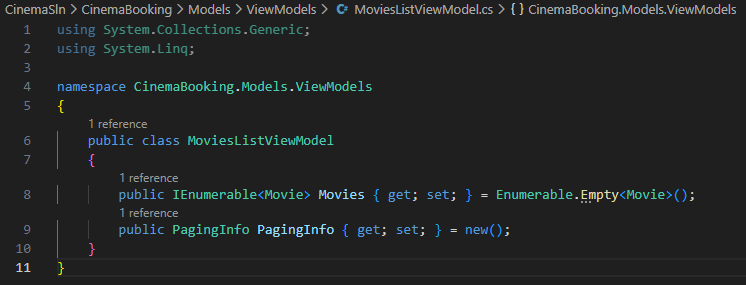 CinemaSln > CinemaBooking > Models > ViewModels > MoviesListViewModel.cs > {} CinemaBooking.Models.ViewModels
1 using System.Collections.Generic;
2 using System.Linq;
3
4 namespace CinemaBooking.Models.ViewModels
5 {
1 reference
6 public class MoviesListViewModel
7 {
1 reference
8 public IEnumerable<Movie> Movies { get; set; } = Enumerable.Empty<Movie>();
1 reference
9 public PagingInfo PagingInfo { get; set; } = new();
10 }
11 }